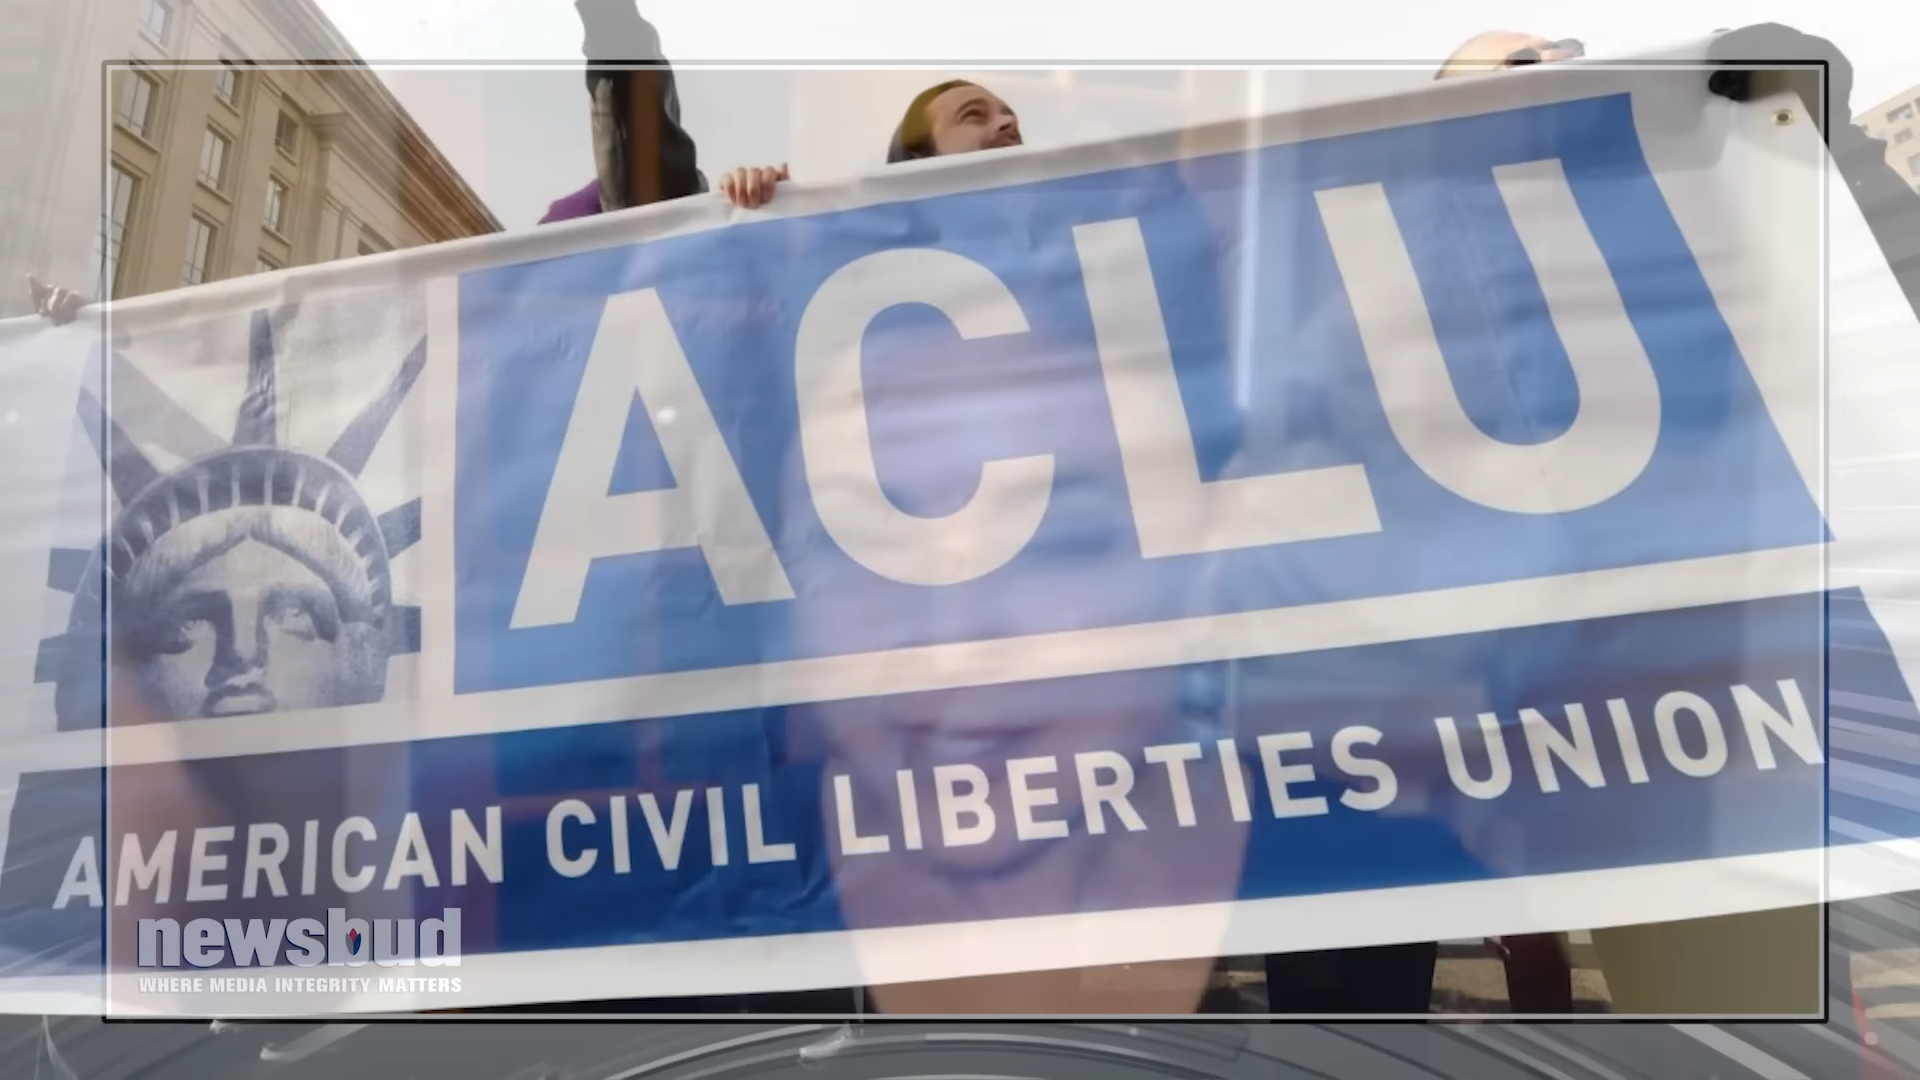 ACLU
AMERICAN CIVIL LIBERTIES UNION
newsbud
WHERE MEDIA INTEGRITY MATTERS